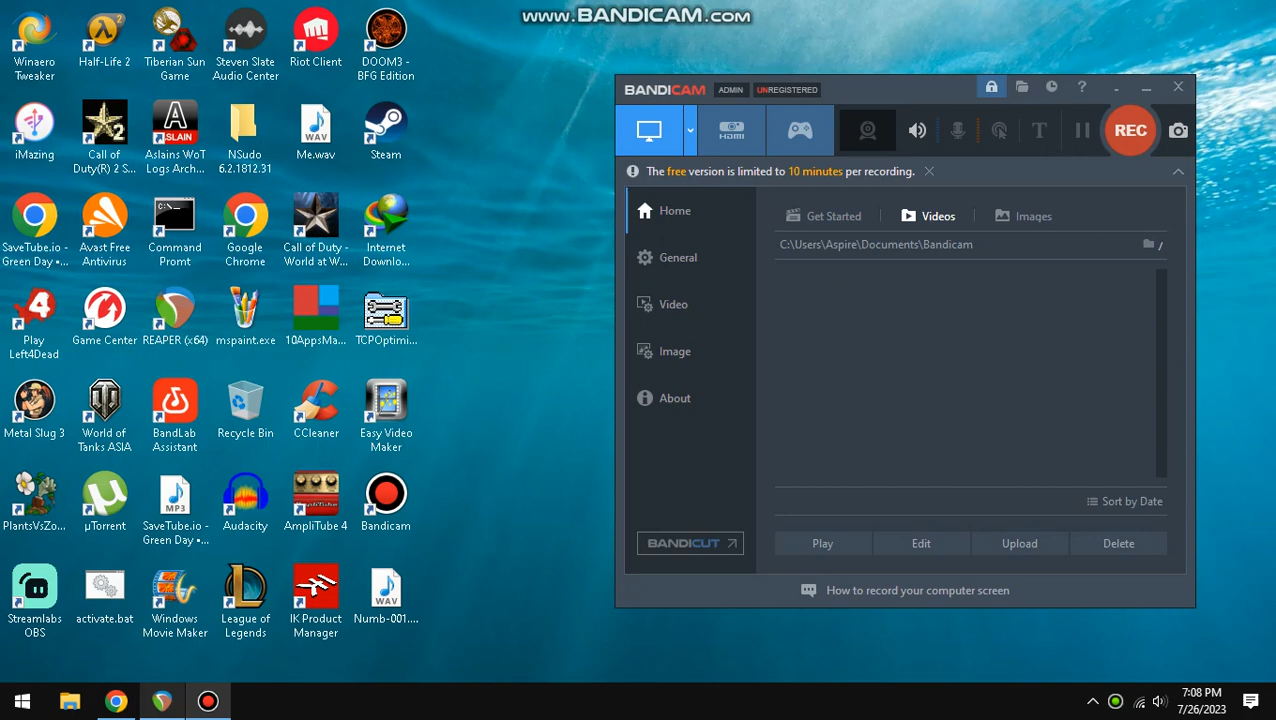 www.BANDICAM.com
Winaero
Tweaker
Half-Life 2
Tiberian Sun
Game
Steven Slate
Audio Center
Riot Client
DOOM3 -
BFG Edition
iMazing
Call of
Duty(R) 2 S...
Aslains WoT
Logs Arch...
NSudo
6.2.1812.31
Me.wav
Steam
SaveTube.io -
Green Day •...
Avast Free
Antivirus
Command
Promt
Google
Chrome
Call of Duty -
World at W...
Internet
Downlo...
Play
Left4Dead
Game Center
REAPER (x64)
mspaint.exe
10AppsMa...
TCPOptimi...
Metal Slug 3
World of
Tanks ASIA
BandLab
Assistant
Recycle Bin
CCleaner
Easy Video
Maker
PlantsVsZo...
µTorrent
SaveTube.io -
Green Day •...
Audacity
AmpliTube 4
Bandicam
Streamlabs
OBS
activate.bat
Windows
Movie Maker
League of
Legends
IK Product
Manager
Numb-001....
BANDICAM ADMIN UNREGISTERED
HDMI
REC
The free version is limited to 10 minutes per recording.
Home
General
Video
Image
About
BANDICUT
Get Started
Videos
Images
C:\Users\Aspire\Documents\Bandicam
Sort by Date
Play
Edit
Upload
Delete
How to record your computer screen
7:08 PM
7/26/2023